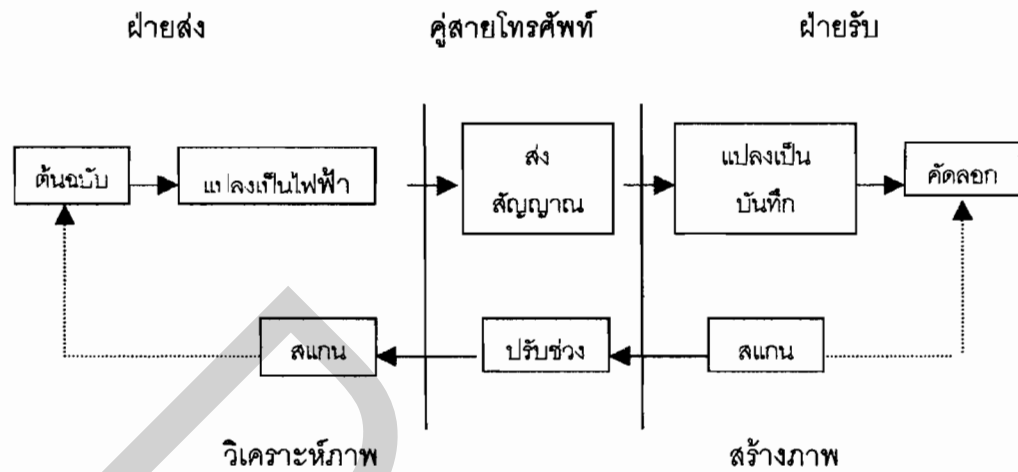 ฝ่ายส่ง
คู่สายโทรศัพท์
ฝ่ายรับ
ต้นฉบับ
แปลงเป็นไฟฟ้า
ส่ง
สัญญาณ
แปลงเป็น
บันทึก
คัดลอก
สแกน
ปรับช่วง
สแกน
วิเคราะห์ภาพ
สร้างภาพ